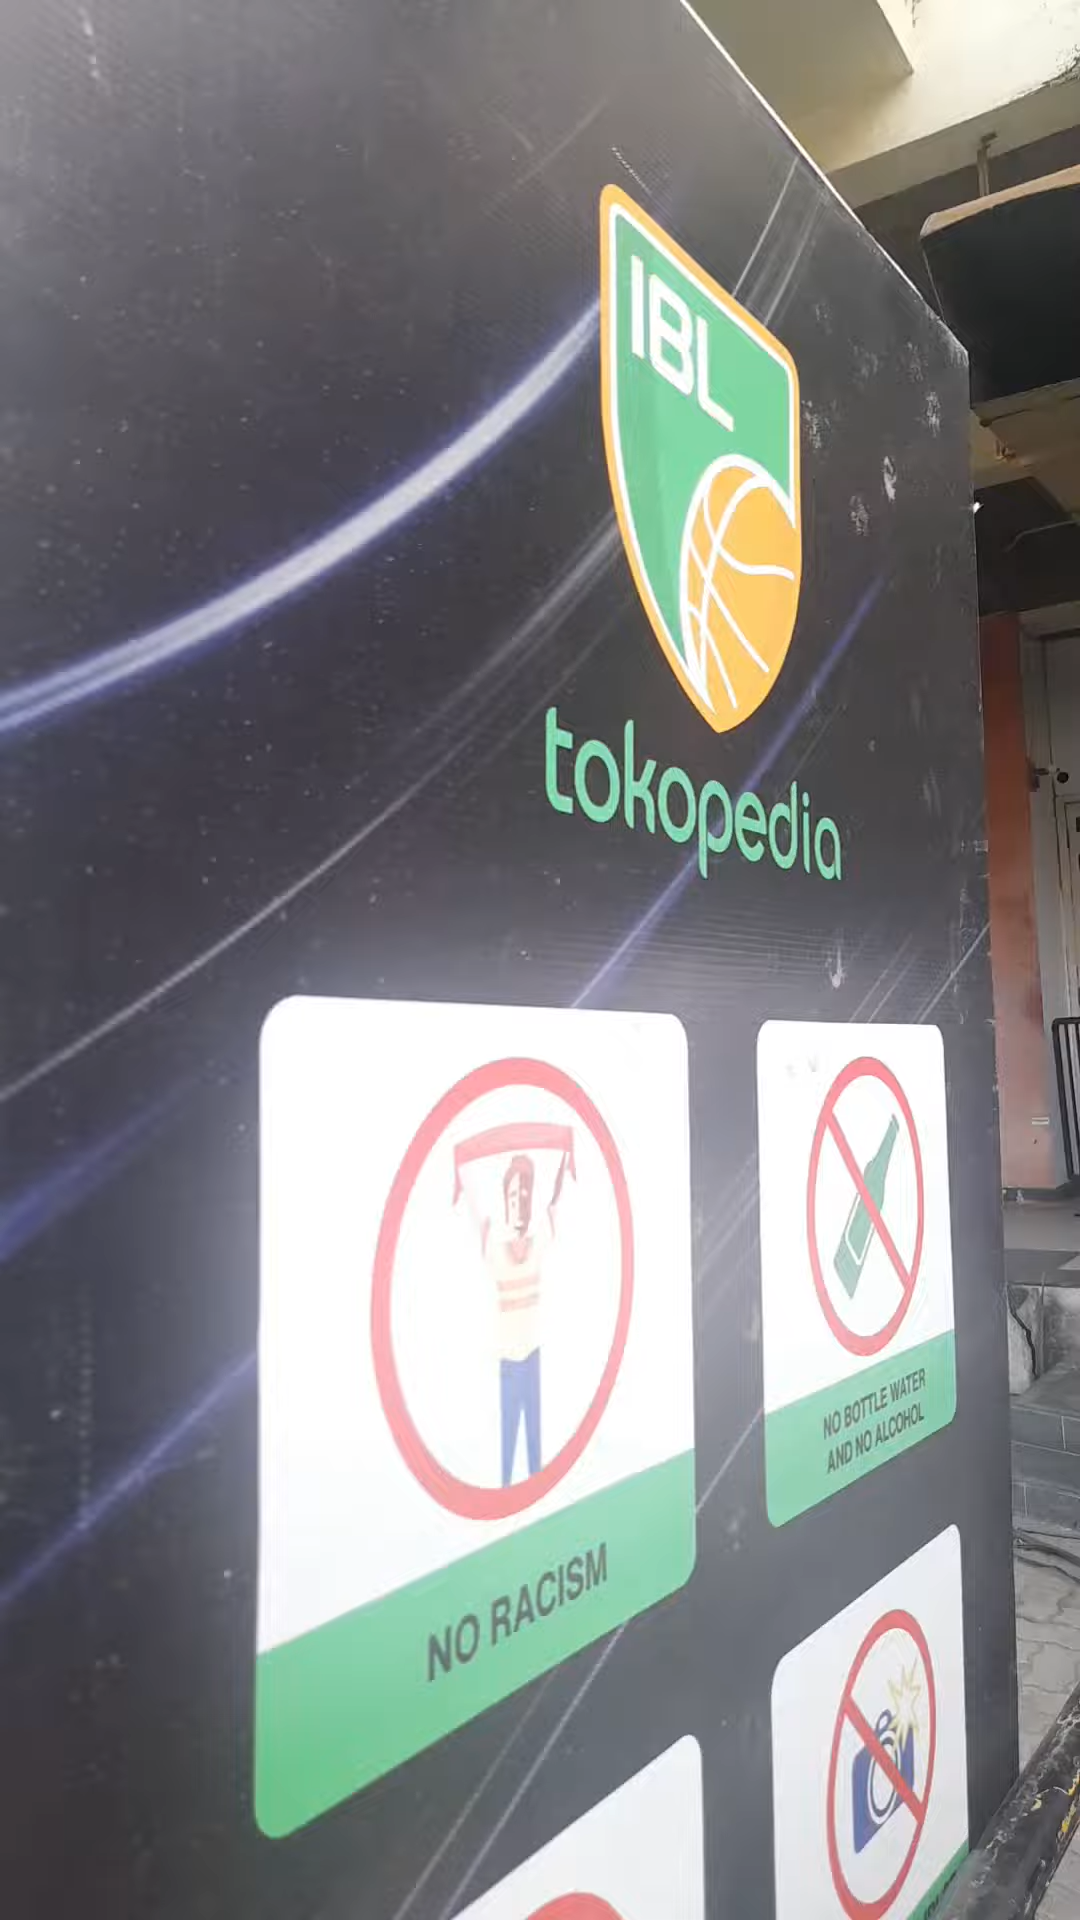 IBL
tokopedia
NO RACISM
NO BOTTLE WATER
AND NO ALCOHOL